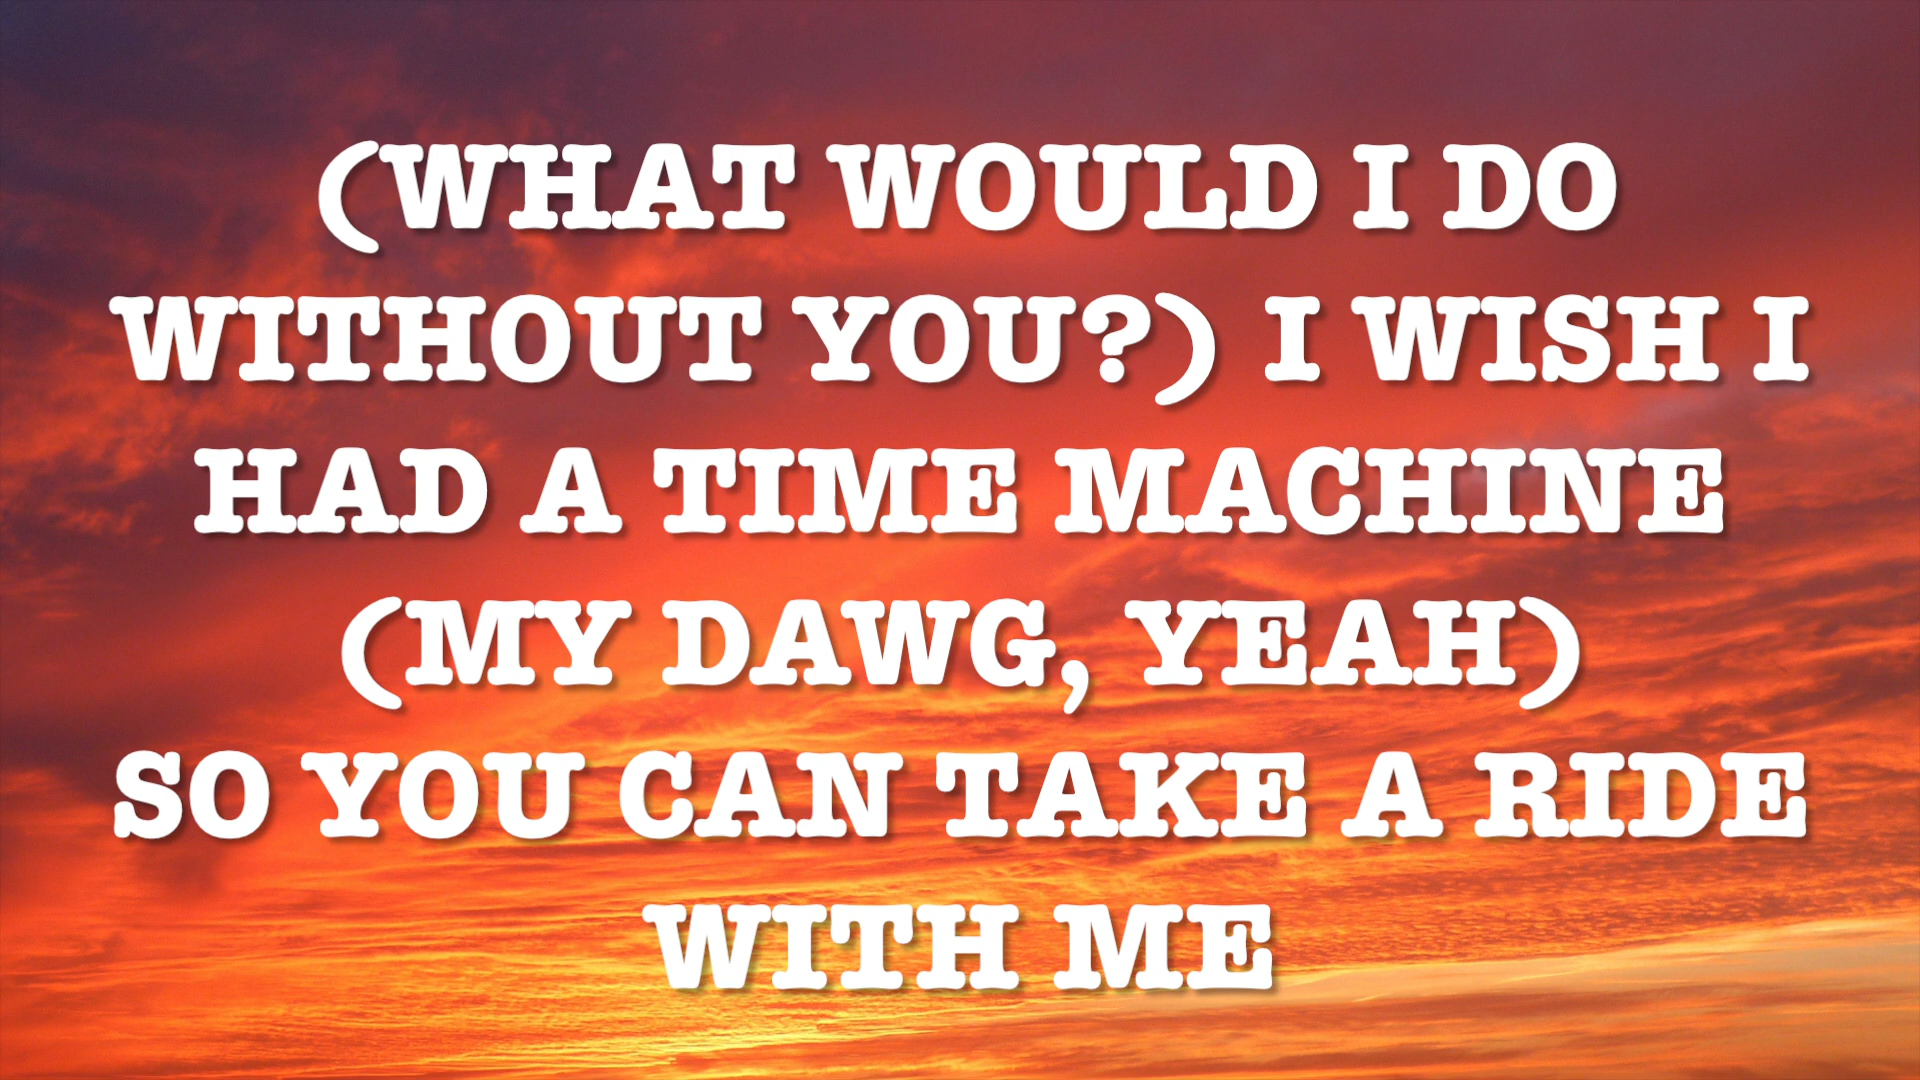 (WHAT WOULD I DO
WITHOUT YOU?) I WISH I
HAD A TIME MACHINE
(MY DAWG, YEAH)
SO YOU CAN TAKE A RIDE
WITH ME